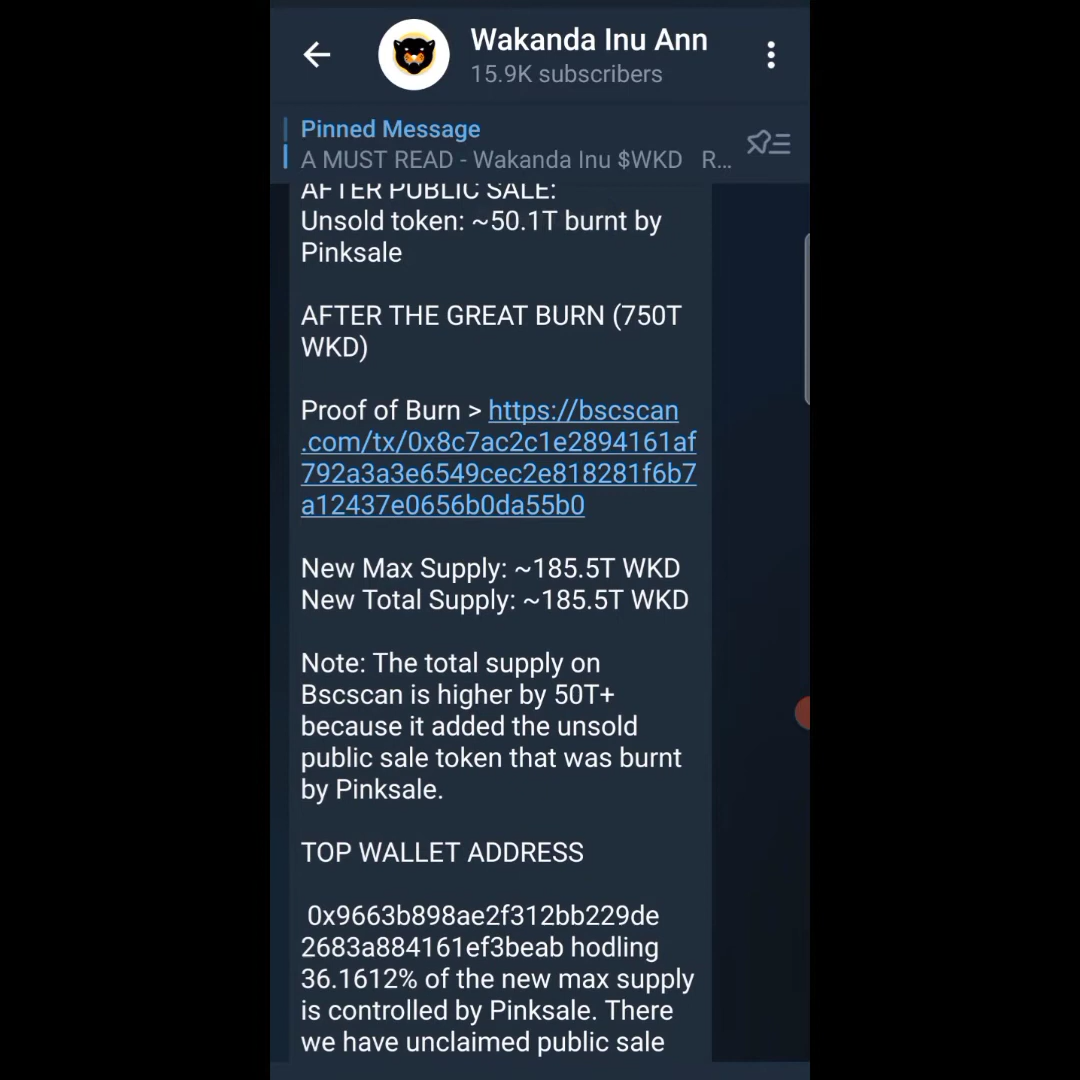 Wakanda Inu Ann
15.9K subscribers
Pinned Message
A MUST READ - Wakanda Inu $WKD R...
AFTER PUBLIC SALE:
Unsold token: ~50.1T burnt by
Pinksale
AFTER THE GREAT BURN (750T
WKD)
Proof of Burn > https://bscscan
.com/tx/0x8c7ac2c1e2894161af
792a3a3e6549cec2e818281f6b7
a12437e0656b0da55b0
New Max Supply: ~185.5T WKD
New Total Supply: ~185.5T WKD
Note: The total supply on
Bscscan is higher by 50T+
because it added the unsold
public sale token that was burnt
by Pinksale.
TOP WALLET ADDRESS
0x9663b898ae2f312bb229de
2683a884161ef3beab hodling
36.1612% of the new max supply
is controlled by Pinksale. There
we have unclaimed public sale